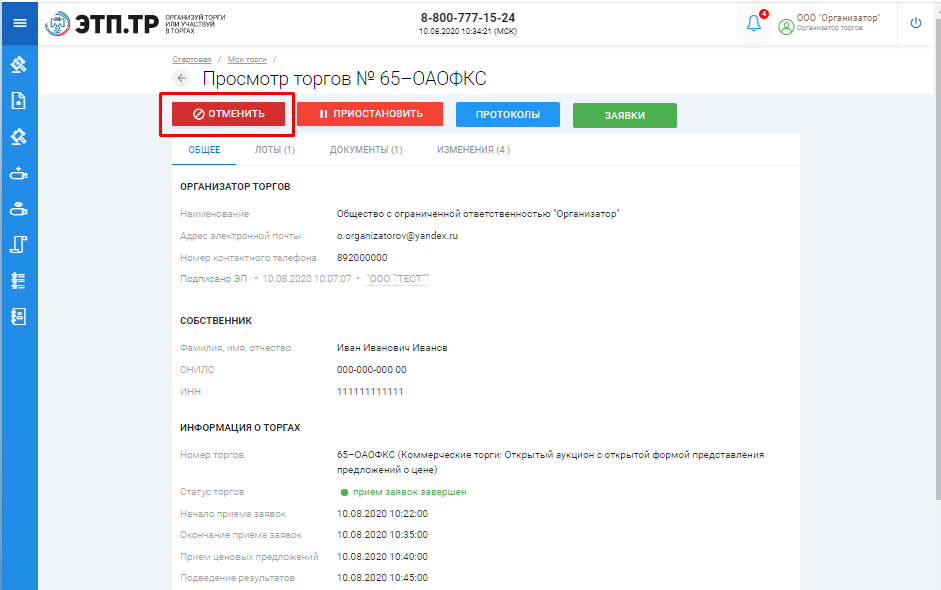 ЭТП.ТР
ОРГАНИЗУЙ ТОРГИ
ИЛИ УЧАСТВУЙ
В ТОРГАХ
8-800-777-15-24
10.08.2020 10:34:21 (МСК)
4
ООО "Организатор"
Организатор торгов
Стартовая / Мои торги /
Просмотр торгов № 65–ОАОФКС
ОТМЕНИТЬ
ПРИОСТАНОВИТЬ
ПРОТОКОЛЫ
ЗАЯВКИ
ОБЩЕЕ
ЛОТЫ (1)
ДОКУМЕНТЫ (1)
ИЗМЕНЕНИЯ (4 )
ОРГАНИЗАТОР ТОРГОВ
Наименование Общество с ограниченной ответственностью "Организатор"
Адрес электронной почты o.organizatorov@yandex.ru
Номер контактного телефона 892000000
Подписано ЭП • 10.08.2020 10:07:07 • "ООО ""ТЕСТ"""
СОБСТВЕННИК
Фамилия, имя, отчество Иван Иванович Иванов
СНИЛС 000-000-000 00
ИНН 111111111111
ИНФОРМАЦИЯ О ТОРГАХ
Номер торгов 65–ОАОФКС (Коммерческие торги: Открытый аукцион с открытой формой представления
предложений о цене)
Статус торгов прием заявок завершен
Начало приема заявок 10.08.2020 10:22:00
Окончание приема заявок 10.08.2020 10:35:00
Прием ценовых предложений 10.08.2020 10:40:00
Подведение результатов 10.08.2020 10:45:00